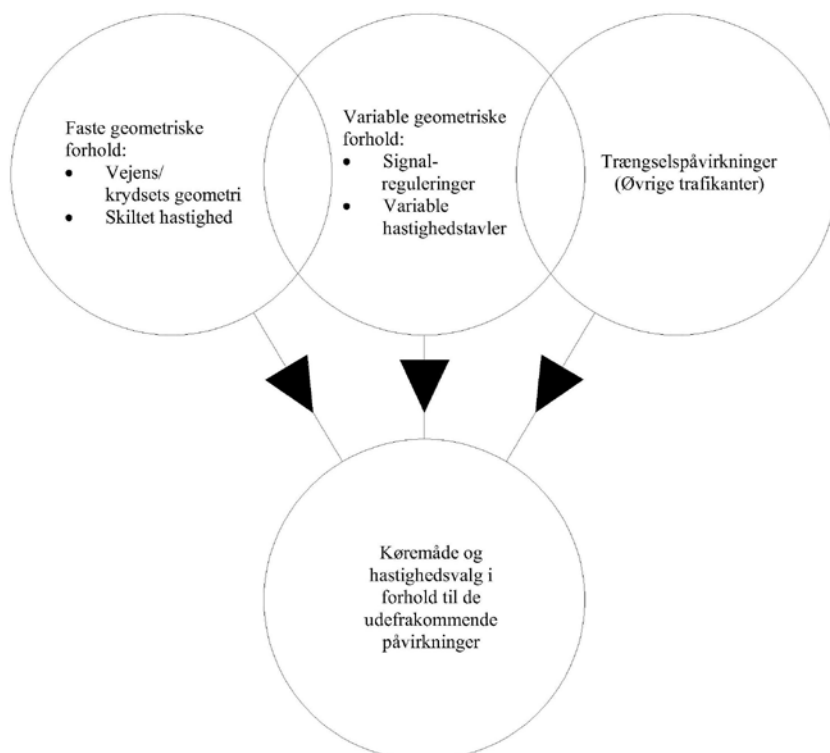 Faste geometriske
forhold:
• Vejens/
krydsets geometri
• Skiltet hastighed
Variable geometriske
forhold:
• Signal-
reguleringer
• Variable
hastighedstavler
Trængselspåvirkninger
(Øvrige trafikanter)
Køremåde og
hastighedsvalg i
forhold til de
udefrakommende
påvirkninger